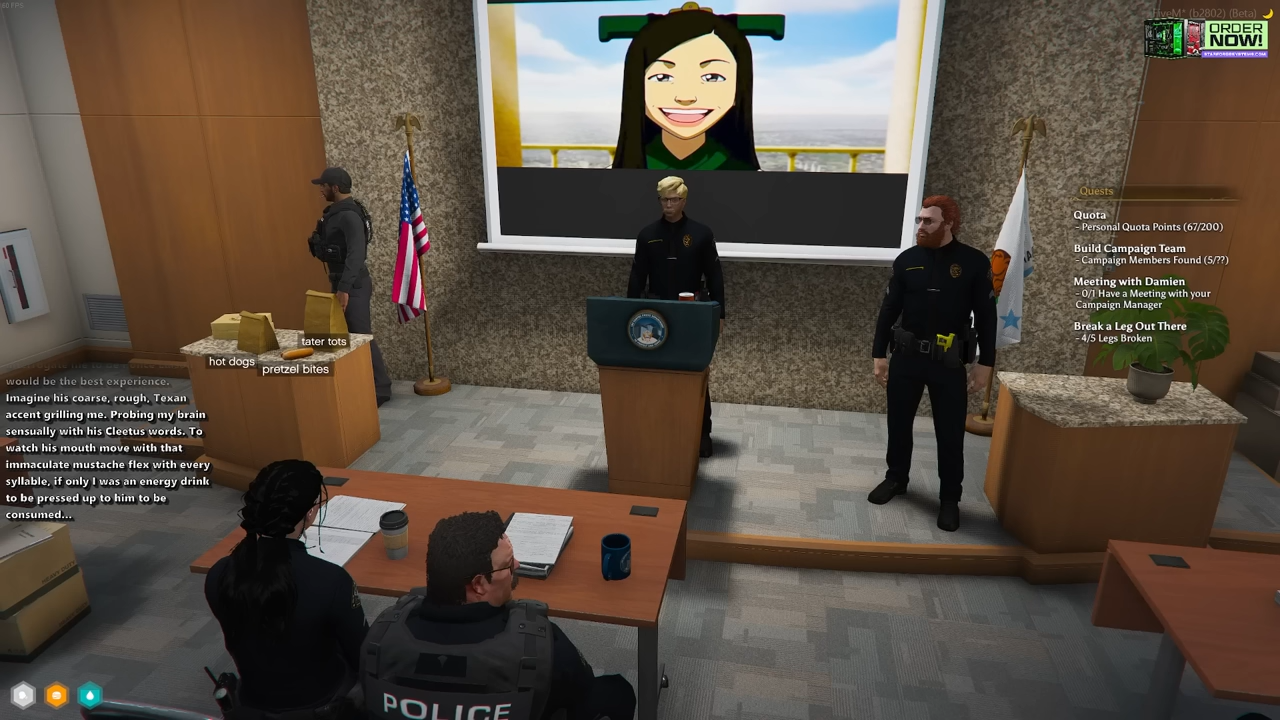 60 FPS
(b2802) (Beta)
ORDER
NOW!
Quests
Quota
- Personal Quota Points (67/200)
Build Campaign Team
- Campaign Members Found (5/??)
Meeting with Damien
- 0/1 Have a Meeting with your
Campaign Manager
Break a Leg Out There
- 4/5 Legs Broken
tater tots
hot dogs
pretzel bites
would be the best experience.
Imagine his coarse, rough, Texan
accent grilling me. Probing my brain
sensually with his Cleetus words. To
watch his mouth move with that
immaculate mustache flex with every
syllable, if only I was an energy drink
to be pressed up to him to be
consumed...
POLICE